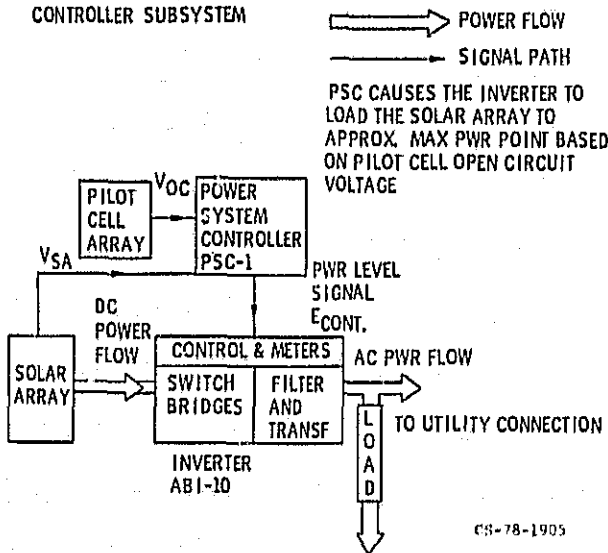 CONTROLLER SUBSYSTEM
POWER FLOW
SIGNAL PATH
PSC CAUSES THE INVERTER TO
LOAD THE SOLAR ARRAY TO
APPROX. MAX PWR POINT BASED
ON PILOT CELL OPEN CIRCUIT
VOLTAGE
PILOT
CELL
ARRAY
VOC
POWER
SYSTEM
CONTROLLER
PSC-1
VSA
PWR LEVEL
SIGNAL
ECONT.
DC
POWER
FLOW
SOLAR
ARRAY
CONTROL & METERS
SWITCH
BRIDGES
FILTER
AND
TRANSF
INVERTER
ABI-10
AC PWR FLOW
LOAD
TO UTILITY CONNECTION
CS-78-1905